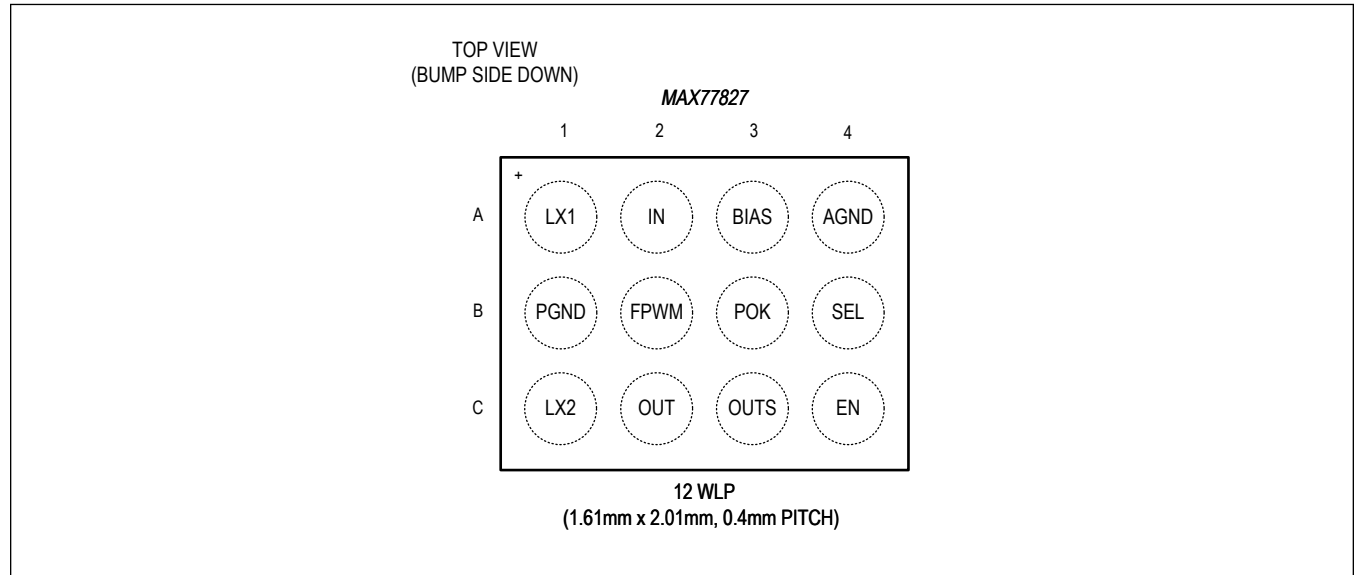 TOP VIEW
(BUMP SIDE DOWN)
MAX77827
1 2 3 4
+
A LX1 IN BIAS AGND
B PGND FPWM POK SEL
C LX2 OUT OUTS EN
12 WLP
(1.61mm x 2.01mm, 0.4mm PITCH)